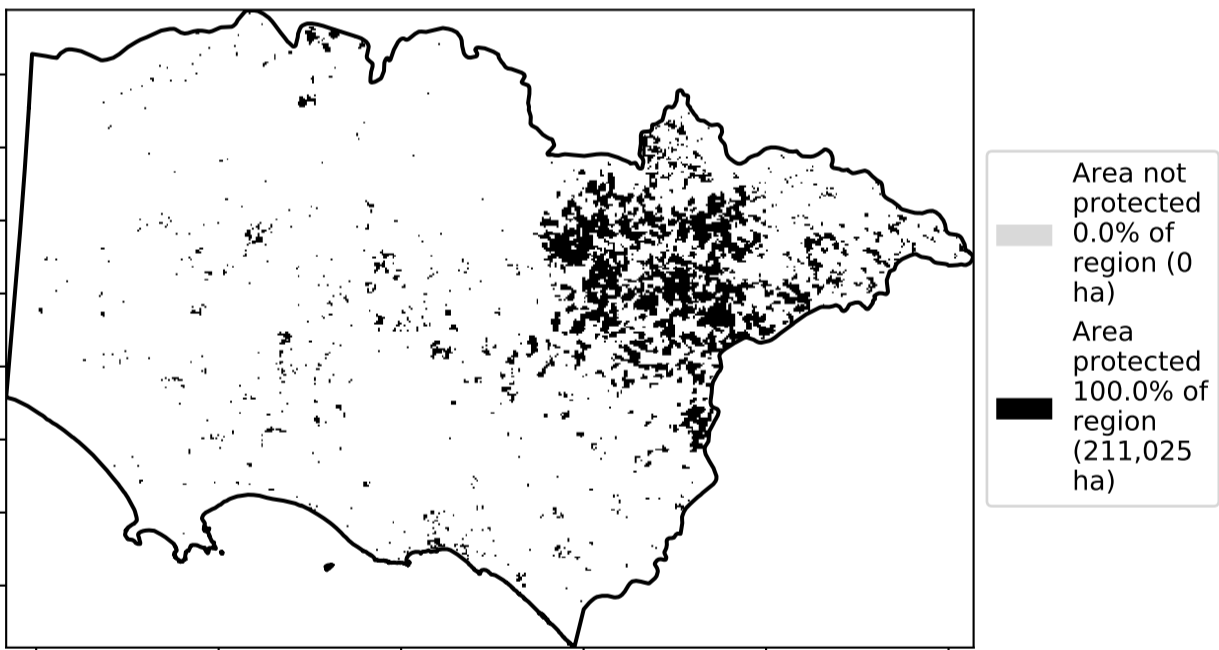 Area not
protected
0.0% of
region (0
ha)
Area
protected
100.0% of
region
(211,025
ha)